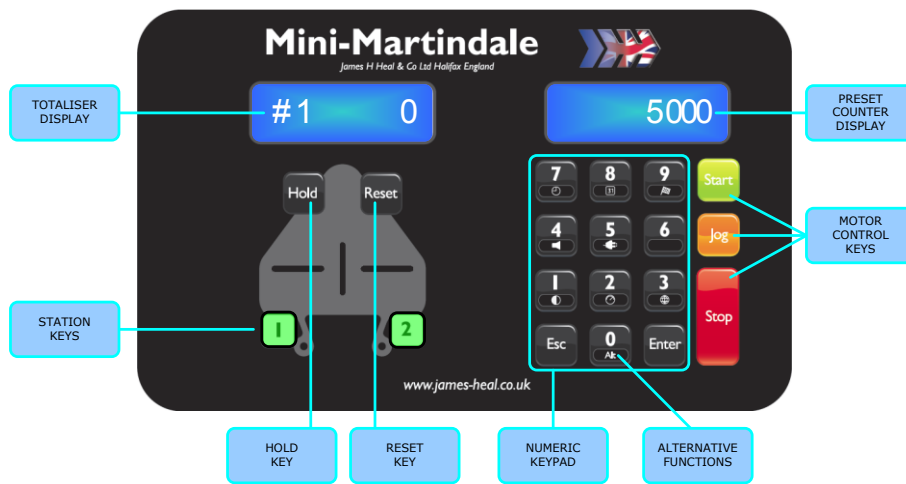 Mini-Martindale
James H Heal & Co Ltd Halifax England
TOTALISER
DISPLAY
#1 0
5000
PRESET
COUNTER
DISPLAY
Hold
Reset
7
8
31
9
Start
4
5
6
Jog
MOTOR
CONTROL
KEYS
1
2
3
Stop
STATION
KEYS
1
2
Esc
0
Alt
Enter
www.james-heal.co.uk
HOLD
KEY
RESET
KEY
NUMERIC
KEYPAD
ALTERNATIVE
FUNCTIONS